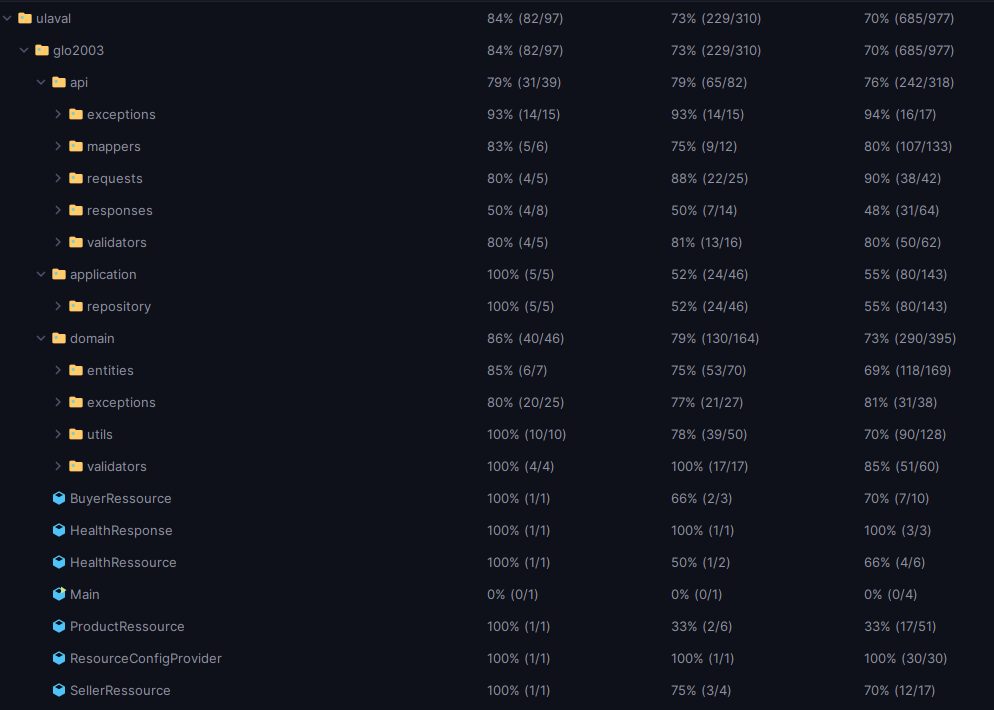 ulaval 84% (82/97) 73% (229/310) 70% (685/977)
glo2003 84% (82/97) 73% (229/310) 70% (685/977)
api 79% (31/39) 79% (65/82) 76% (242/318)
exceptions 93% (14/15) 93% (14/15) 94% (16/17)
mappers 83% (5/6) 75% (9/12) 80% (107/133)
requests 80% (4/5) 88% (22/25) 90% (38/42)
responses 50% (4/8) 50% (7/14) 48% (31/64)
validators 80% (4/5) 81% (13/16) 80% (50/62)
application 100% (5/5) 52% (24/46) 55% (80/143)
repository 100% (5/5) 52% (24/46) 55% (80/143)
domain 86% (40/46) 79% (130/164) 73% (290/395)
entities 85% (6/7) 75% (53/70) 69% (118/169)
exceptions 80% (20/25) 77% (21/27) 81% (31/38)
utils 100% (10/10) 78% (39/50) 70% (90/128)
validators 100% (4/4) 100% (17/17) 85% (51/60)
BuyerRessource 100% (1/1) 66% (2/3) 70% (7/10)
HealthResponse 100% (1/1) 100% (1/1) 100% (3/3)
HealthRessource 100% (1/1) 50% (1/2) 66% (4/6)
Main 0% (0/1) 0% (0/1) 0% (0/4)
ProductRessource 100% (1/1) 33% (2/6) 33% (17/51)
ResourceConfigProvider 100% (1/1) 100% (1/1) 100% (30/30)
SellerRessource 100% (1/1) 75% (3/4) 70% (12/17)